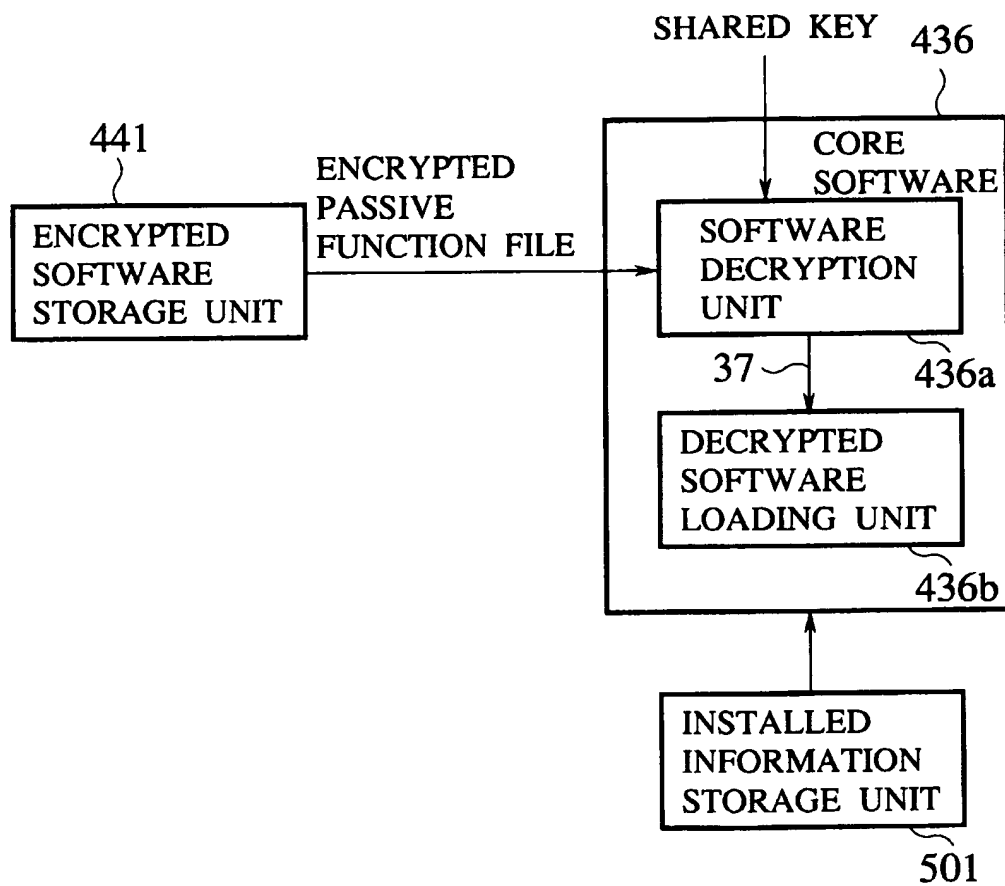 SHARED KEY
436
441
ENCRYPTED
PASSIVE
FUNCTION FILE
CORE
SOFTWARE
ENCRYPTED
SOFTWARE
STORAGE UNIT
SOFTWARE
DECRYPTION
UNIT
37
436a
DECRYPTED
SOFTWARE
LOADING UNIT
436b
INSTALLED
INFORMATION
STORAGE UNIT
501